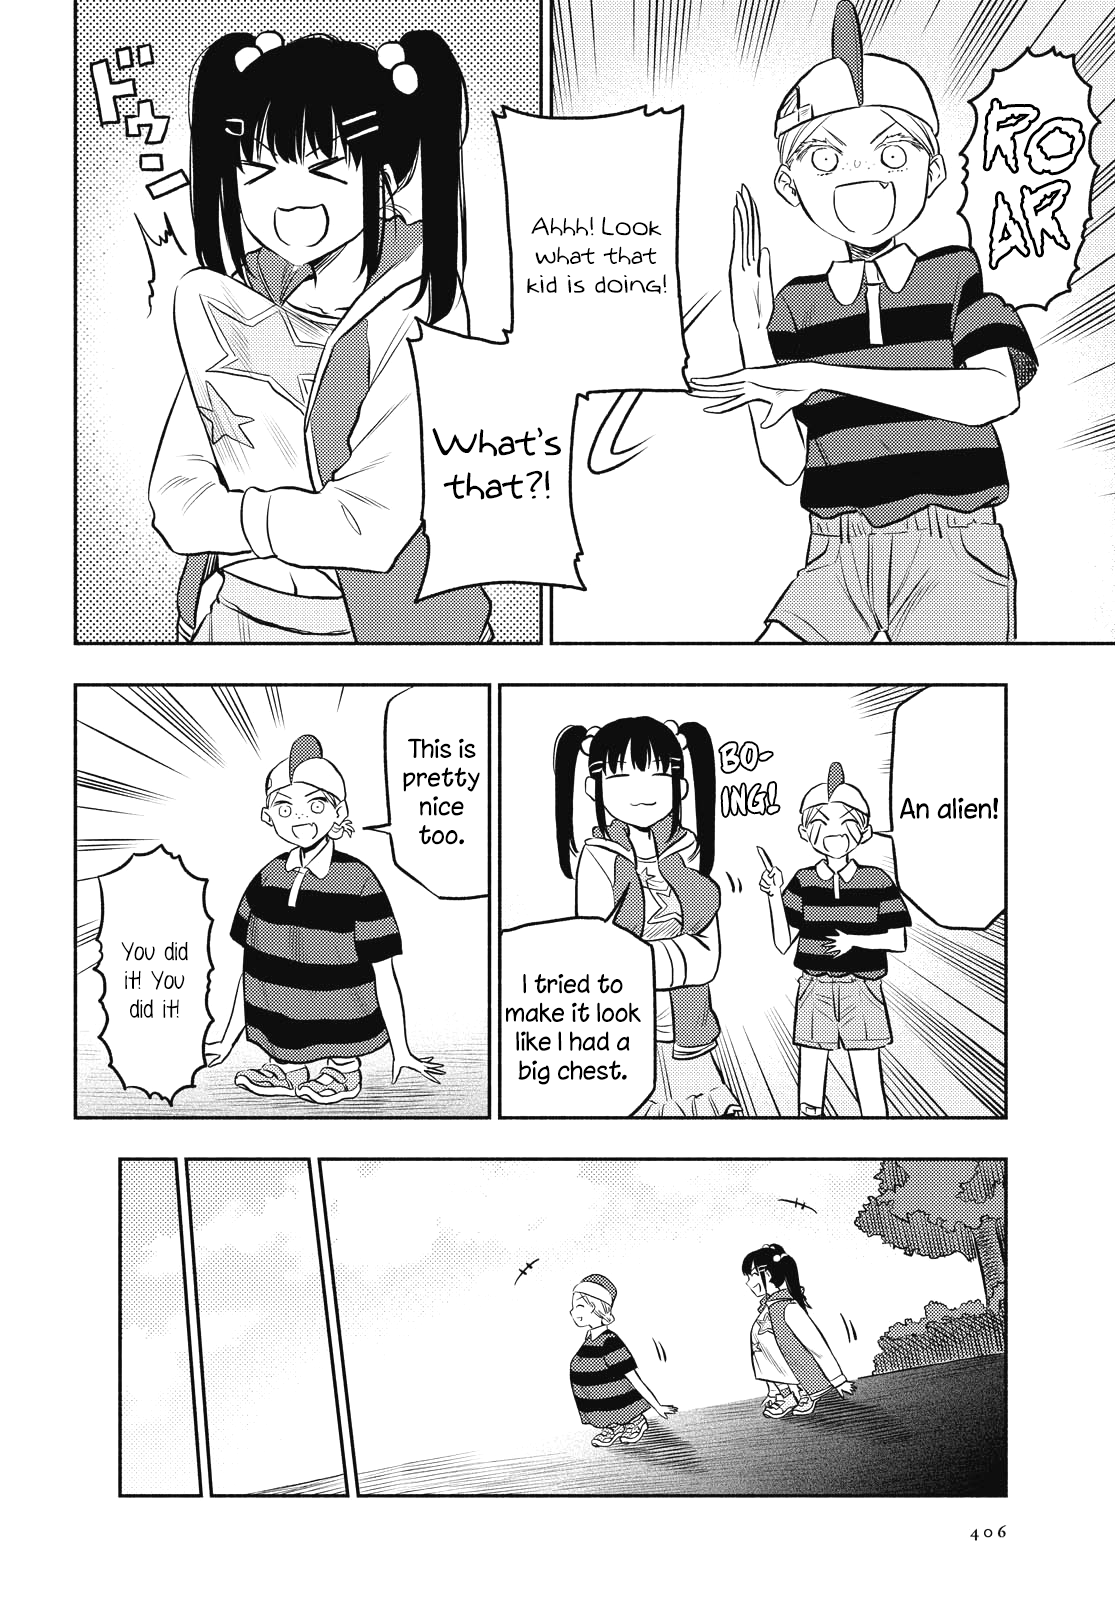 RO
AR
Ahhh! Look
what that
kid is doing!
What's
that?!
ドゥン
An alien!
BO-
ING!
I tried to
make it look
like I had a
big chest.
This is
pretty
nice
too.
You did
it! You
did it!
406